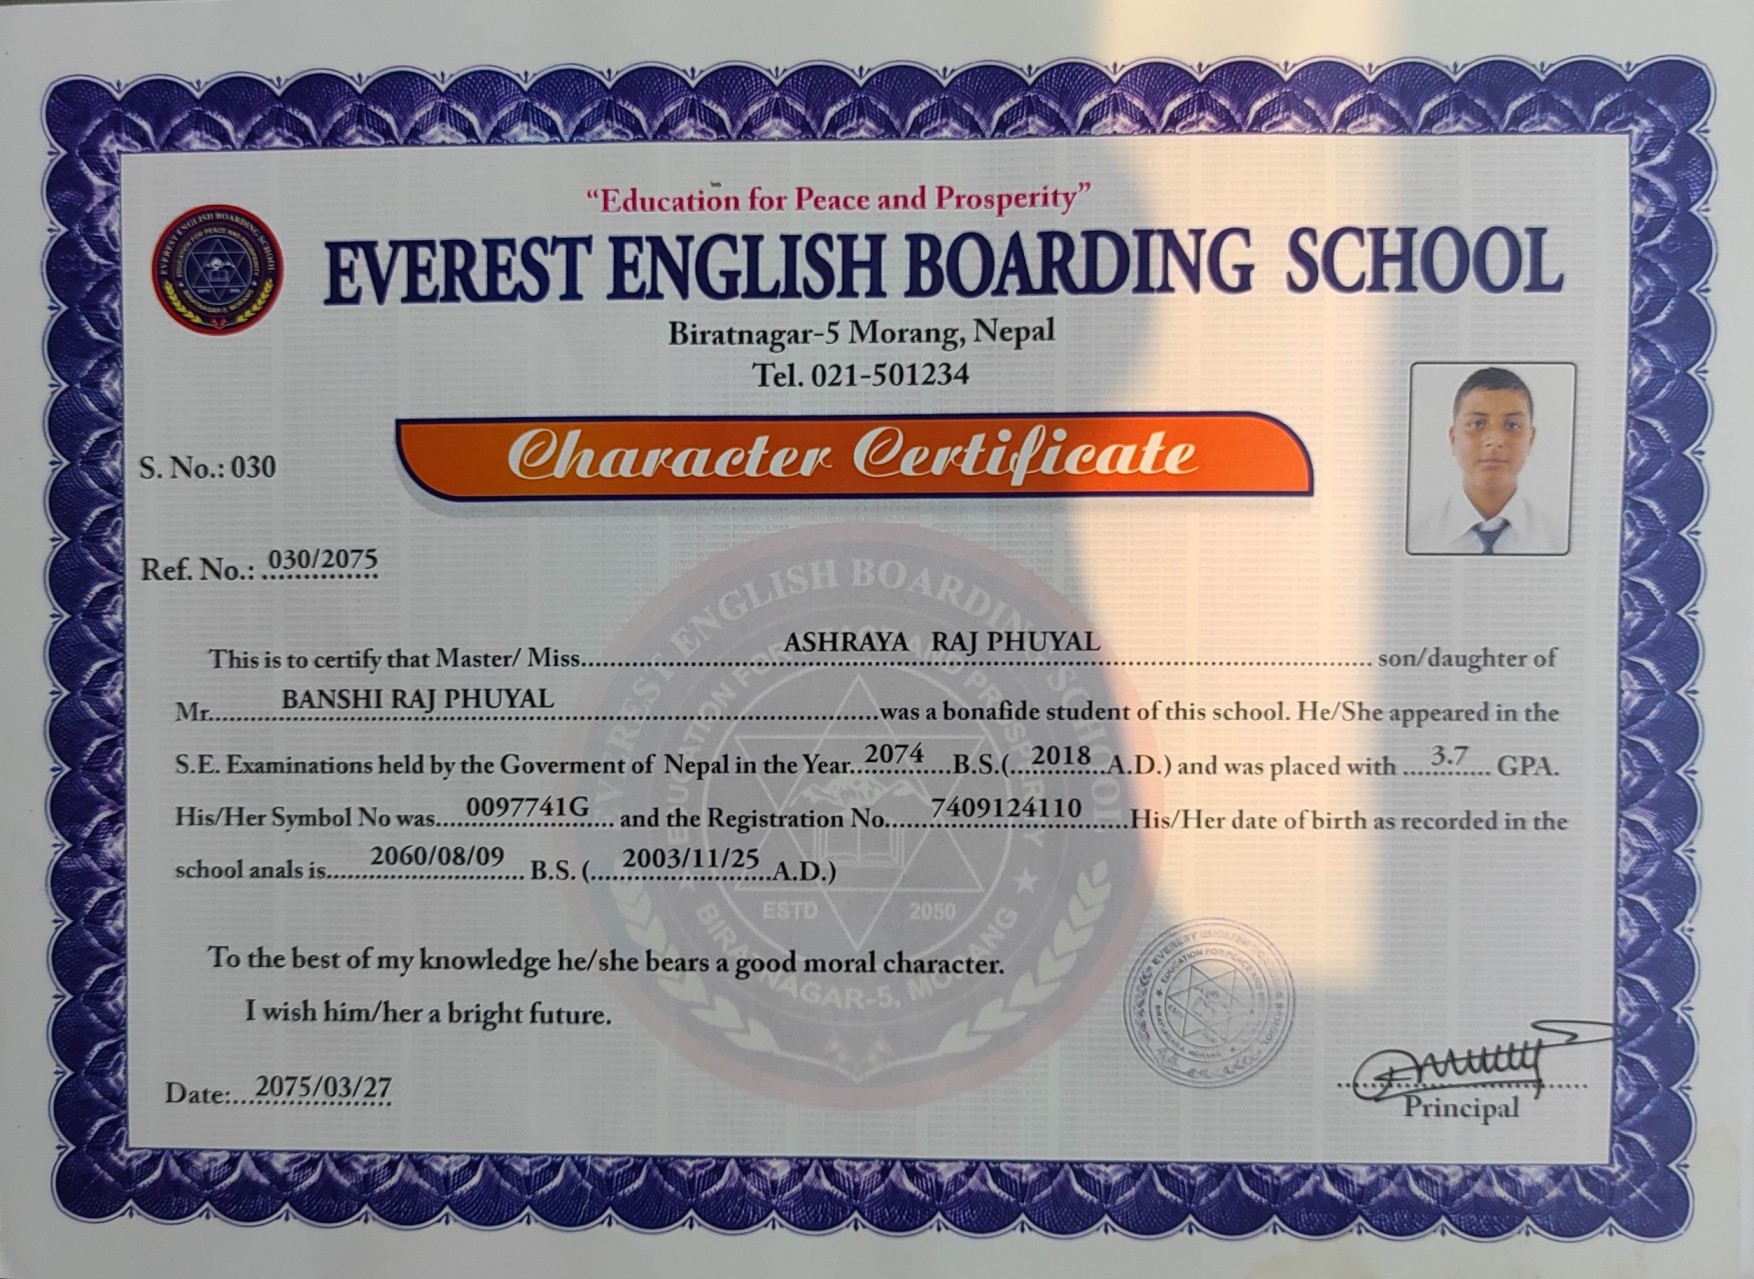 “Education for Peace and Prosperity”
EVEREST ENGLISH BOARDING SCHOOL
Biratnagar-5 Morang, Nepal
Tel. 021-501234
Character Certificate
S. No.: 030
Ref. No.: 030/2075
This is to certify that Master/ Miss ASHRAYA RAJ PHUYAL son/daughter of
Mr. BANSHI RAJ PHUYAL was a bonafide student of this school. He/She appeared in the
S.E. Examinations held by the Goverment of Nepal in the Year 2074 B.S.( 2018 A.D.) and was placed with 3.7 GPA.
His/Her Symbol No was 0097741G and the Registration No. 7409124110 His/Her date of birth as recorded in the
school anals is 2060/08/09 B.S. ( 2003/11/25 A.D.)
To the best of my knowledge he/she bears a good moral character.
I wish him/her a bright future.
Date: 2075/03/27
Principal
EVEREST ENGLISH BOARDING SCHOOL
EDUCATION FOR PEACE AND PROSPERITY
ESTD 2050
BIRATNAGAR-5, MORANG